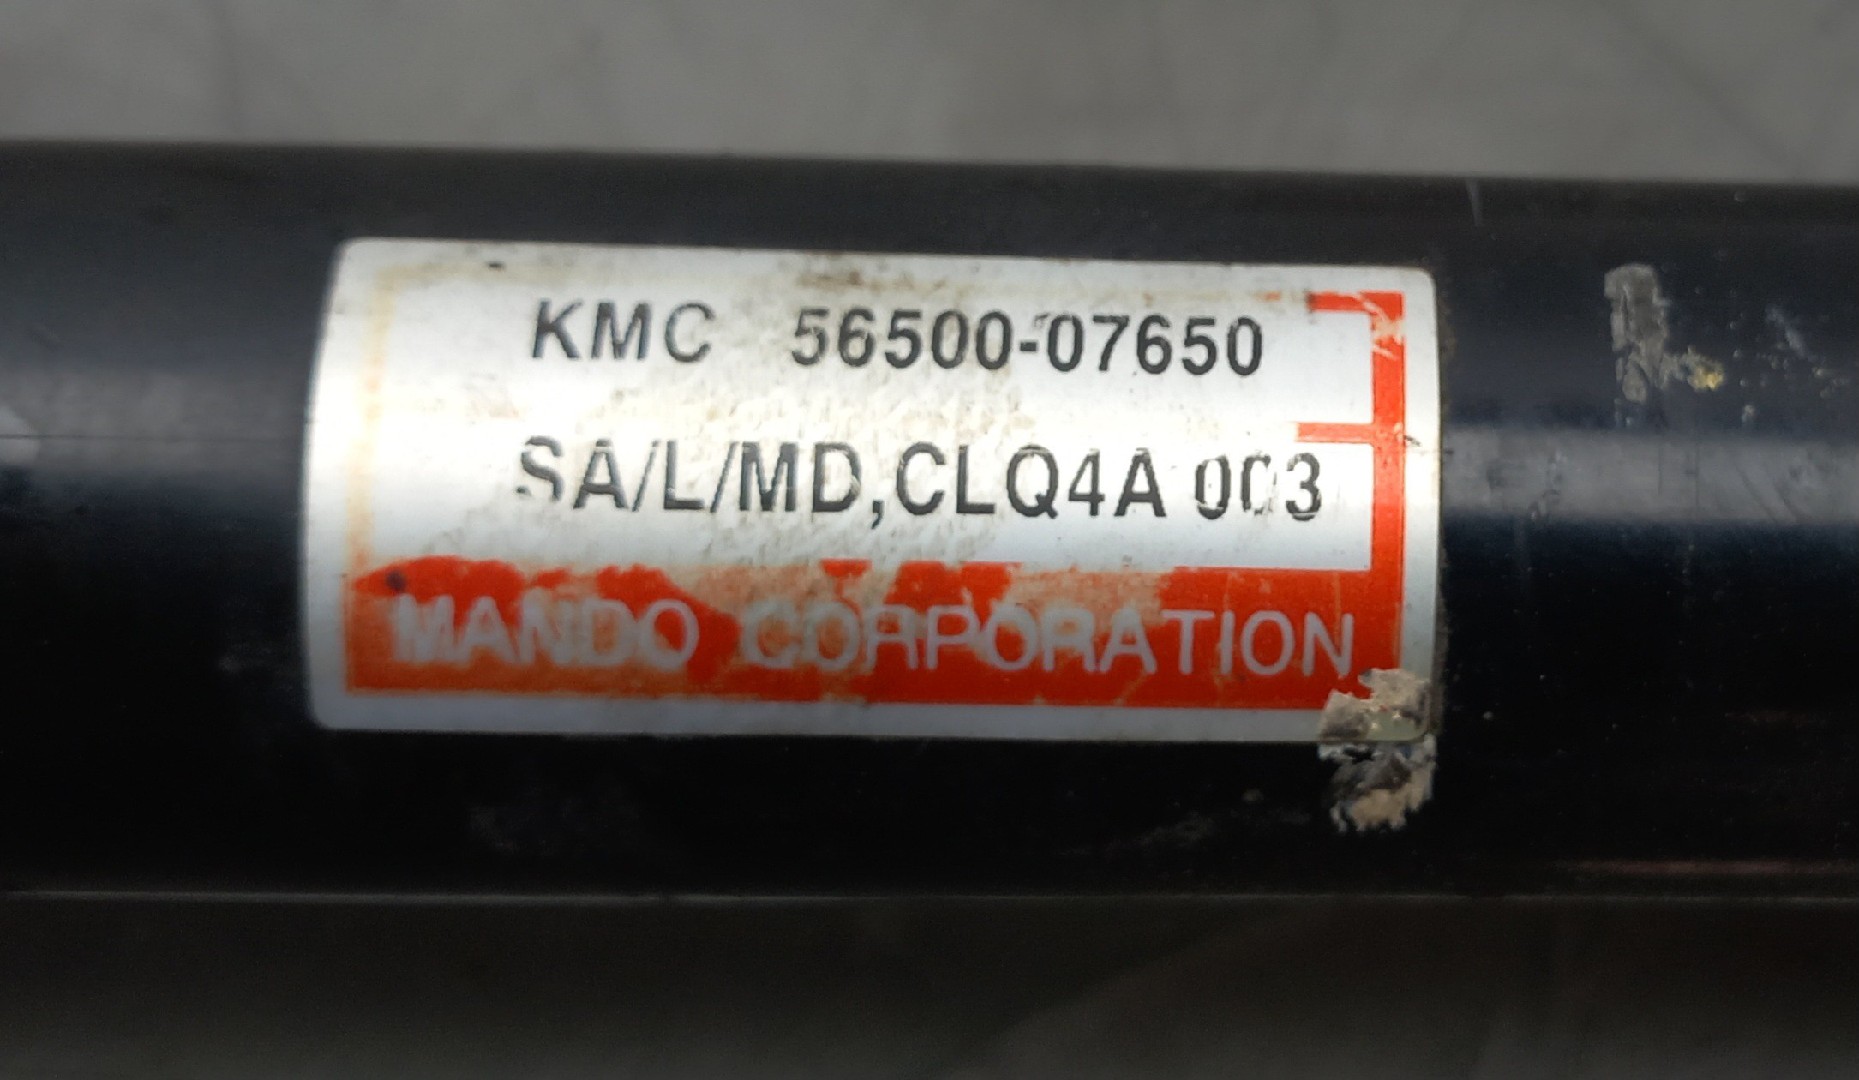 KMC 56500-07650
SA/L/MD,CLQ4A 003
MANDO CORPORATION